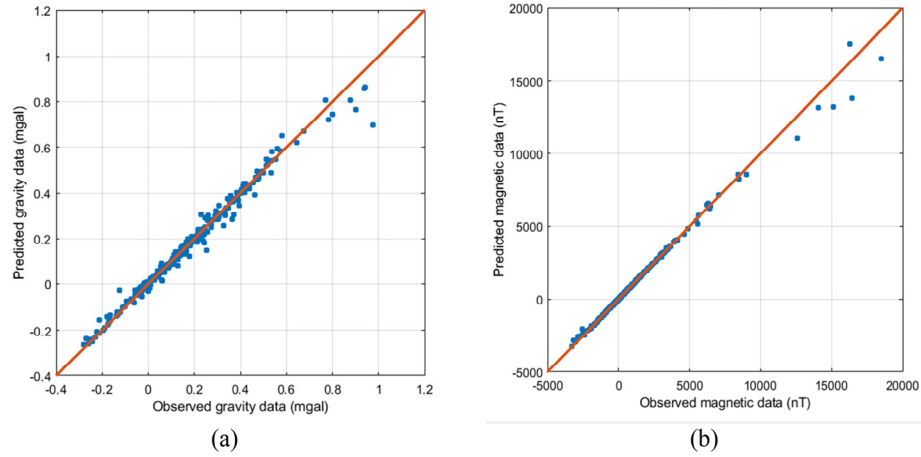 1.2
1
0.8
0.6
0.4
0.2
0
-0.2
-0.4
Predicted gravity data (mgal)
-0.4 -0.2 0 0.2 0.4 0.6 0.8 1 1.2
Observed gravity data (mgal)
(a)
20000
15000
10000
5000
0
-5000
Predicted magnetic data (nT)
-5000 0 5000 10000 15000 20000
Observed magnetic data (nT)
(b)